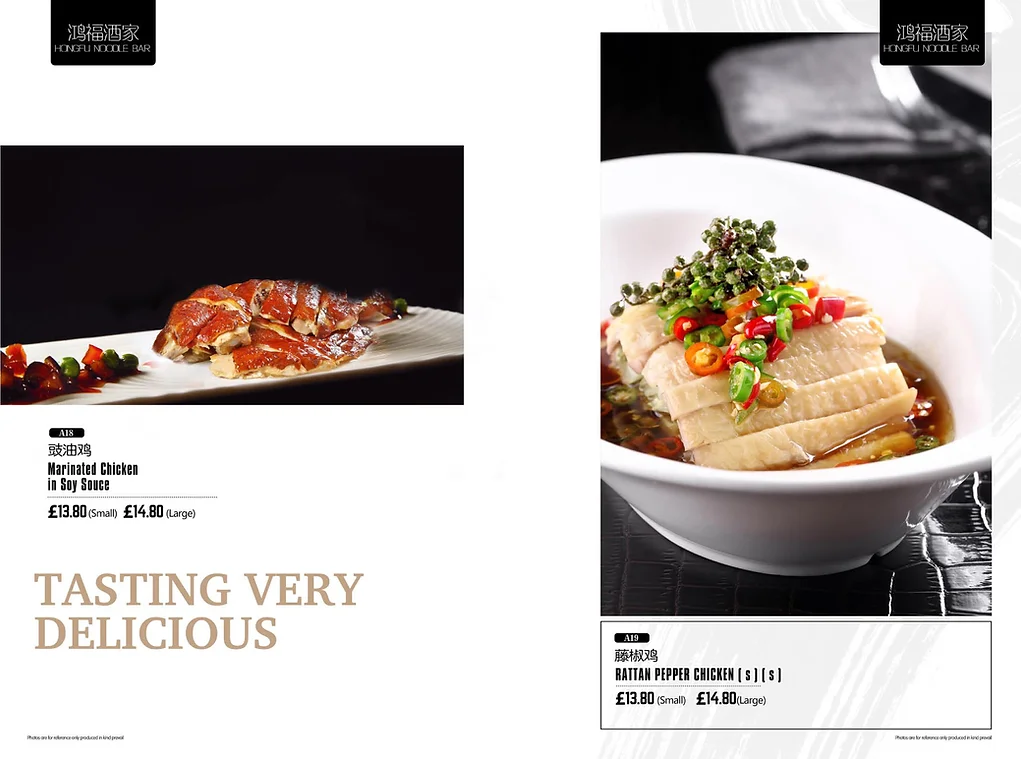 鸿福酒家
HONGFU NOODLE BAR
A18
豉油鸡
Marinated Chicken
in Soy Souce
£13.80 (Small) £14.80 (Large)
TASTING VERY
DELICIOUS
Photos are for reference only produced in kind prevail
鸿福酒家
HONGFU NOODLE BAR
A19
藤椒鸡
RATTAN PEPPER CHICKEN ( s ) ( s )
£13.80 (Small) £14.80(Large)
Photos are for reference only produced in kind prevail